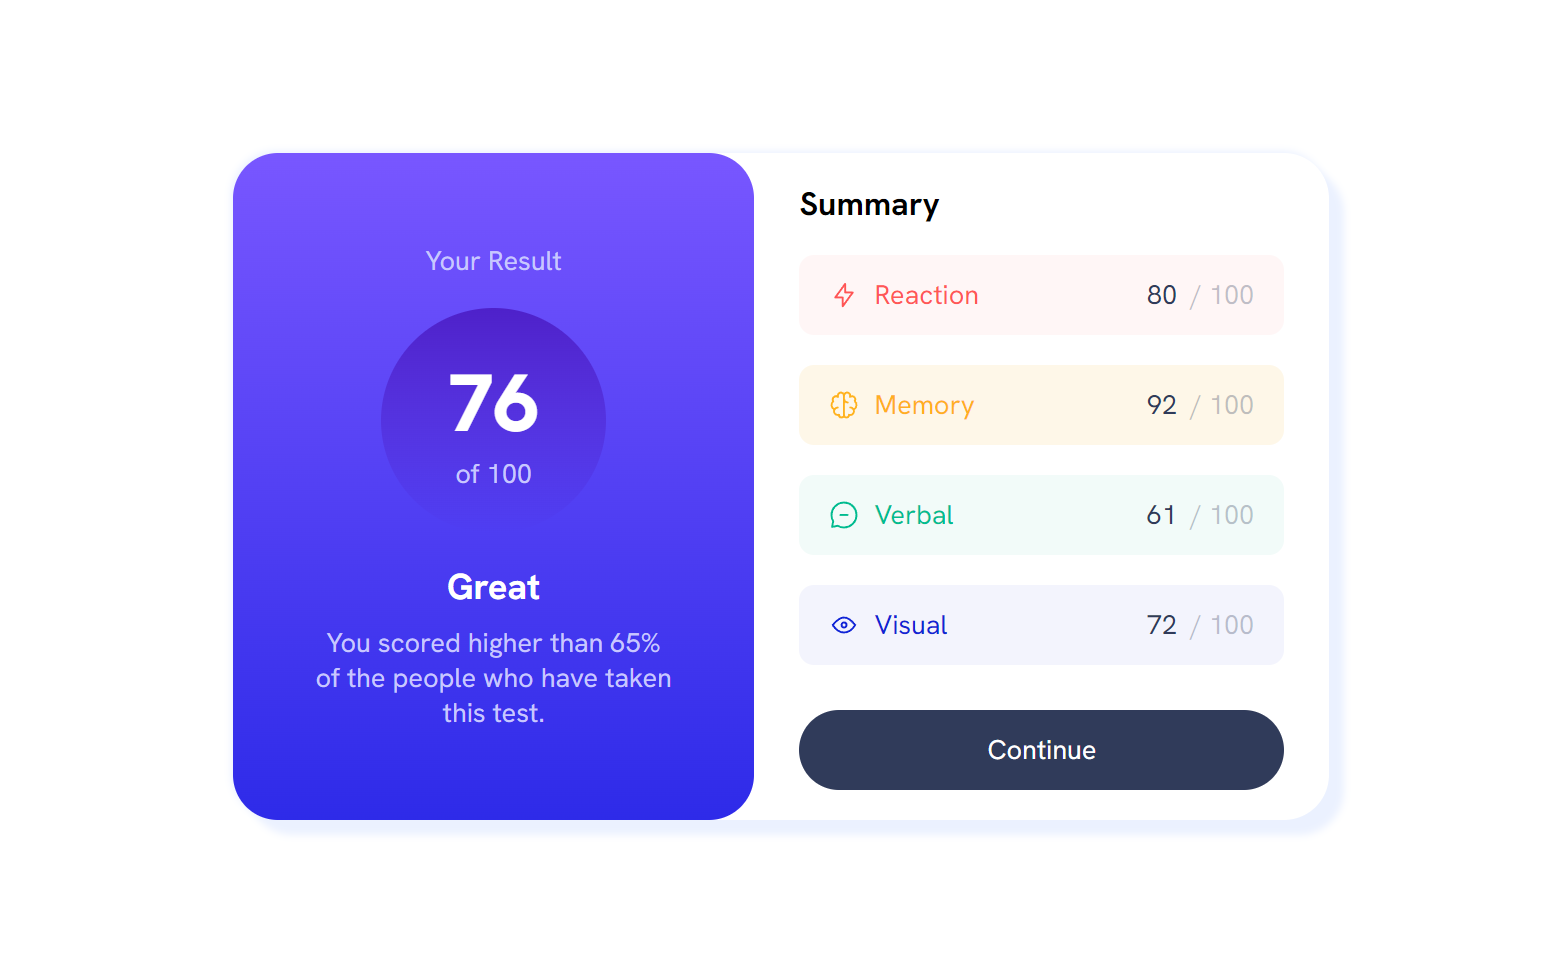 Your Result
76
of 100
Great
You scored higher than 65%
of the people who have taken
this test.
Summary
Reaction 80 / 100
Memory 92 / 100
Verbal 61 / 100
Visual 72 / 100
Continue